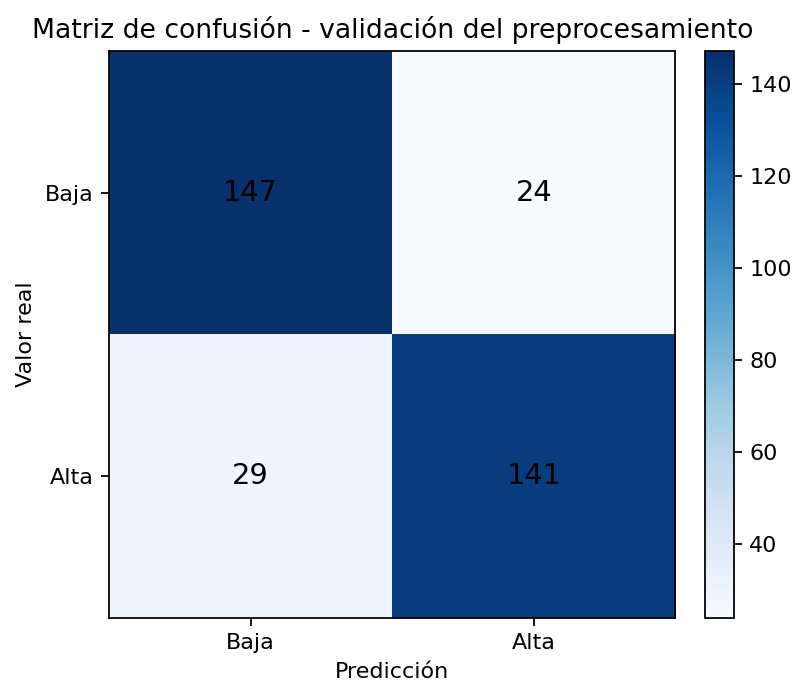 Matriz de confusión - validación del preprocesamiento
Valor real
Baja
Alta
147
24
29
141
Baja
Alta
Predicción
140
120
100
80
60
40